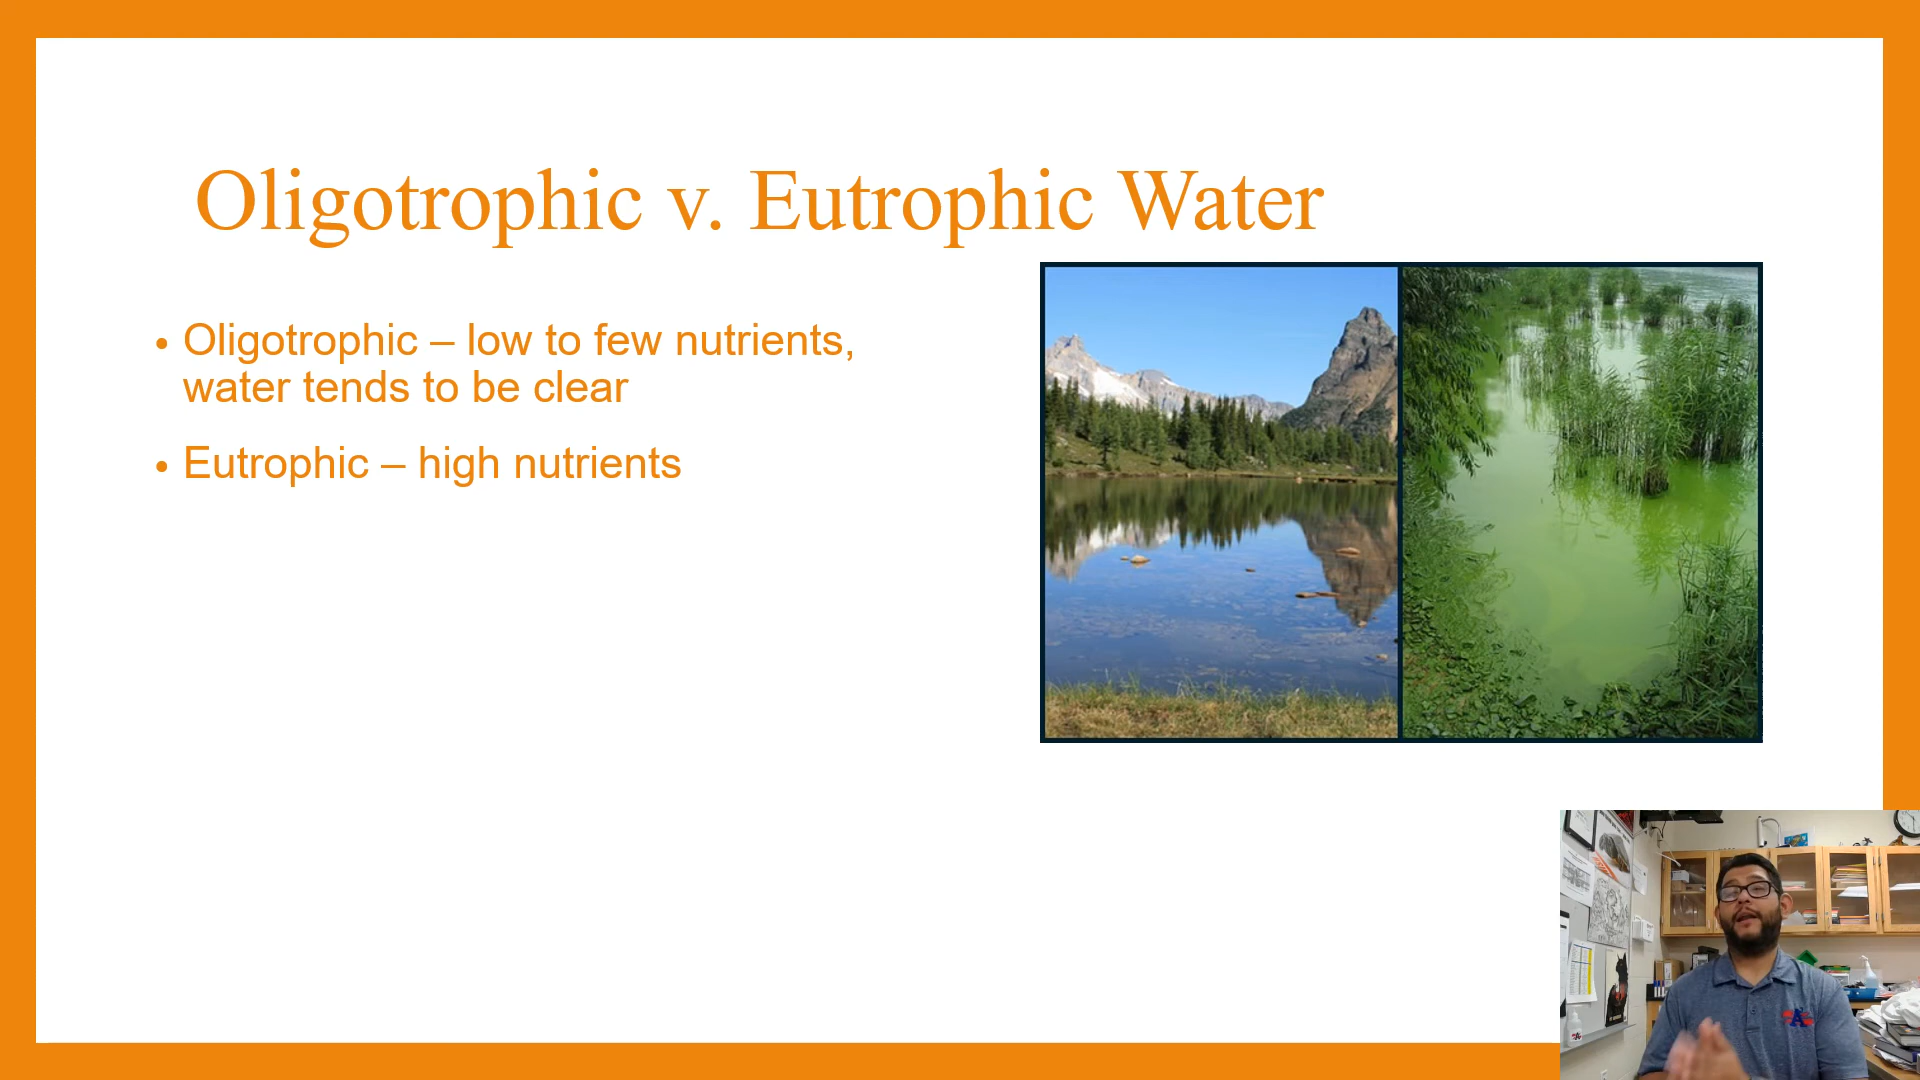 Oligotrophic v. Eutrophic Water
• Oligotrophic – low to few nutrients,
water tends to be clear
• Eutrophic – high nutrients
A